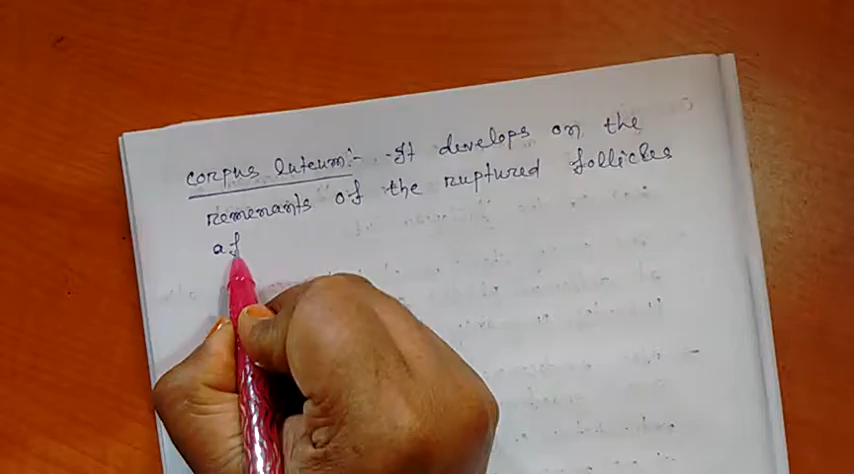 corpus luteum:- It develops on the
remenants of the ruptured follicles
af